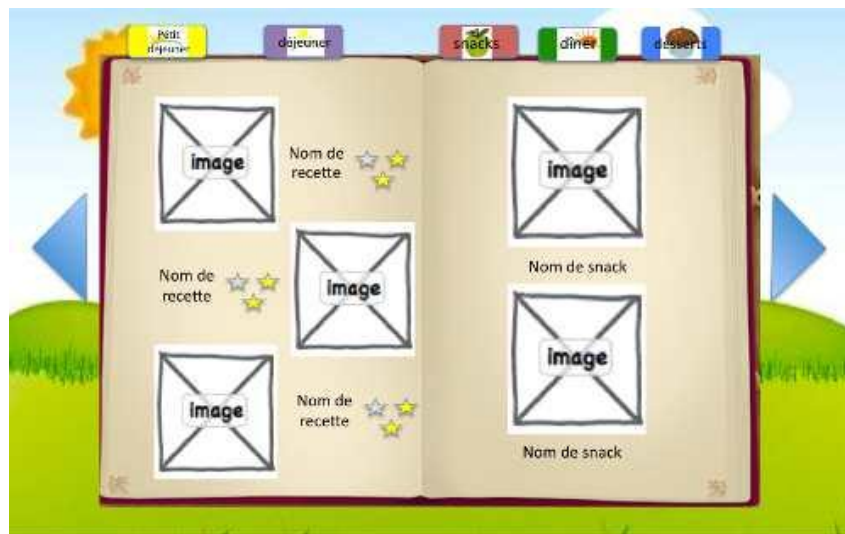 Pétit
déjeuner
déjeuner
snacks
dîner
desserts
image
Nom de
recette
Nom de
recette
image
image
Nom de
recette
image
Nom de snack
image
Nom de snack